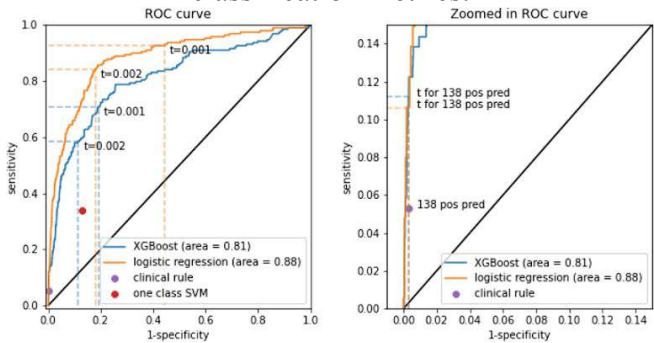 ROC curve
1.0
0.8
0.6
0.4
0.2
0.0
sensitivity
t=0.001
t=0.002
t=0.001
t=0.002
XGBoost (area = 0.81)
logistic regression (area = 0.88)
clinical rule
one class SVM
0.0 0.2 0.4 0.6 0.8 1.0
1-specificity
Zoomed in ROC curve
0.14
0.12
0.10
0.08
0.06
0.04
0.02
0.00
sensitivity
t for 138 pos pred
t for 138 pos pred
138 pos pred
XGBoost (area = 0.81)
logistic regression (area = 0.88)
clinical rule
0.00 0.02 0.04 0.06 0.08 0.10 0.12 0.14
1-specificity